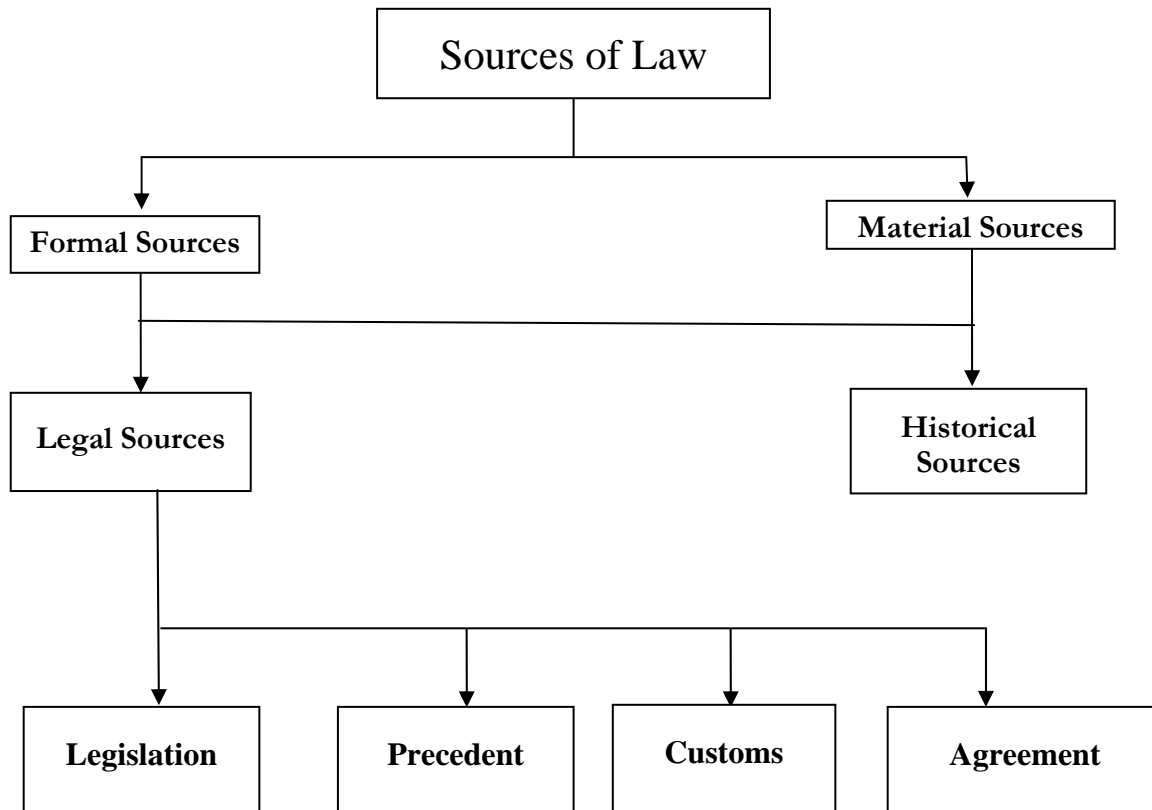 Sources of Law
Formal Sources
Material Sources
Legal Sources
Historical
Sources
Legislation
Precedent
Customs
Agreement